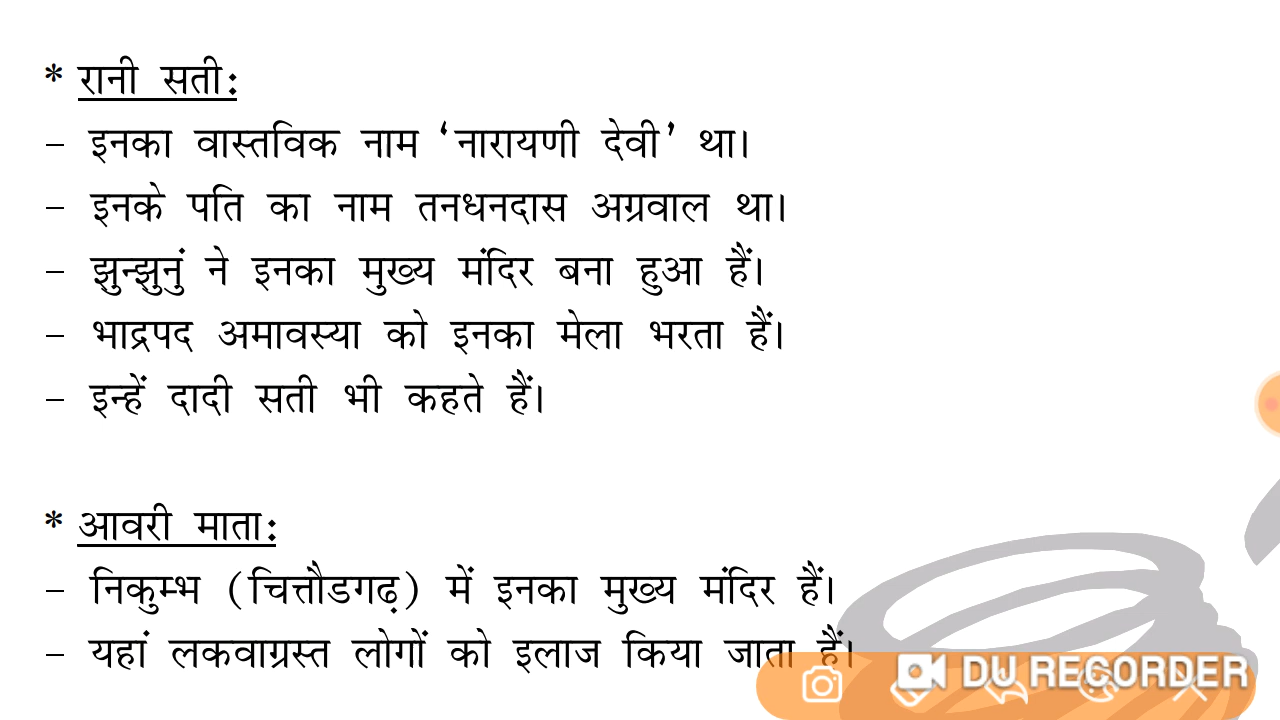 * रानी सती:
- इनका वास्तविक नाम ‘नारायणी देवी’ था।
- इनके पति का नाम तनधनदास अग्रवाल था।
- झुन्झुनुं ने इनका मुख्य मंदिर बना हुआ हैं।
- भाद्रपद अमावस्या को इनका मेला भरता हैं।
- इन्हें दादी सती भी कहते हैं।
* आवरी माता:
- निकुम्भ (चित्तौडगढ़) में इनका मुख्य मंदिर हैं।
- यहां लकवाग्रस्त लोगों को इलाज किया जाता हैं।
DU RECORDER